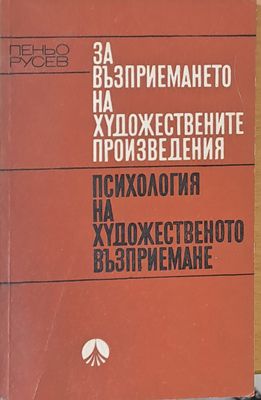 ПЕНЬО
РУСЕВ
ЗА
ВЪЗПРИЕМАНЕТО
НА
ХУДОЖЕСТВЕНИТЕ
ПРОИЗВЕДЕНИЯ
ПСИХОЛОГИЯ
НА
ХУДОЖЕСТВЕНОТО
ВЪЗПРИЕМАНЕ